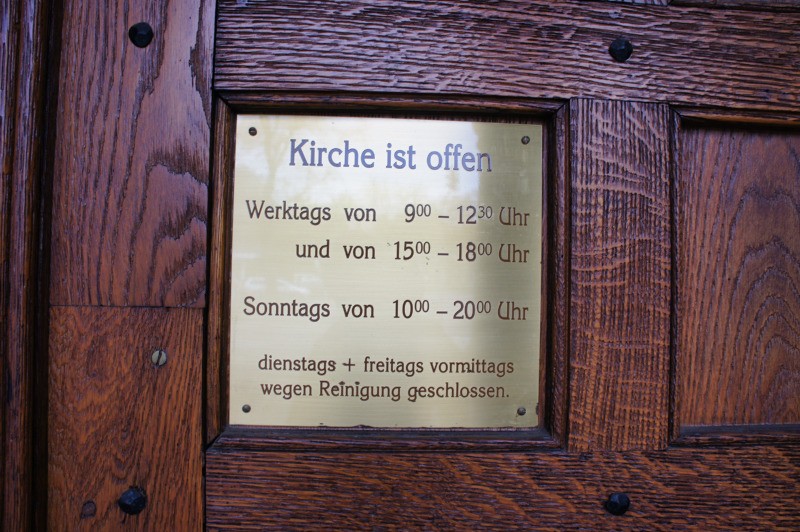 Kirche ist offen
Werktags von 9⁰⁰ – 12³⁰ Uhr
und von 15⁰⁰ – 18⁰⁰ Uhr
Sonntags von 10⁰⁰ – 20⁰⁰ Uhr
dienstags + freitags vormittags
wegen Reinigung geschlossen.